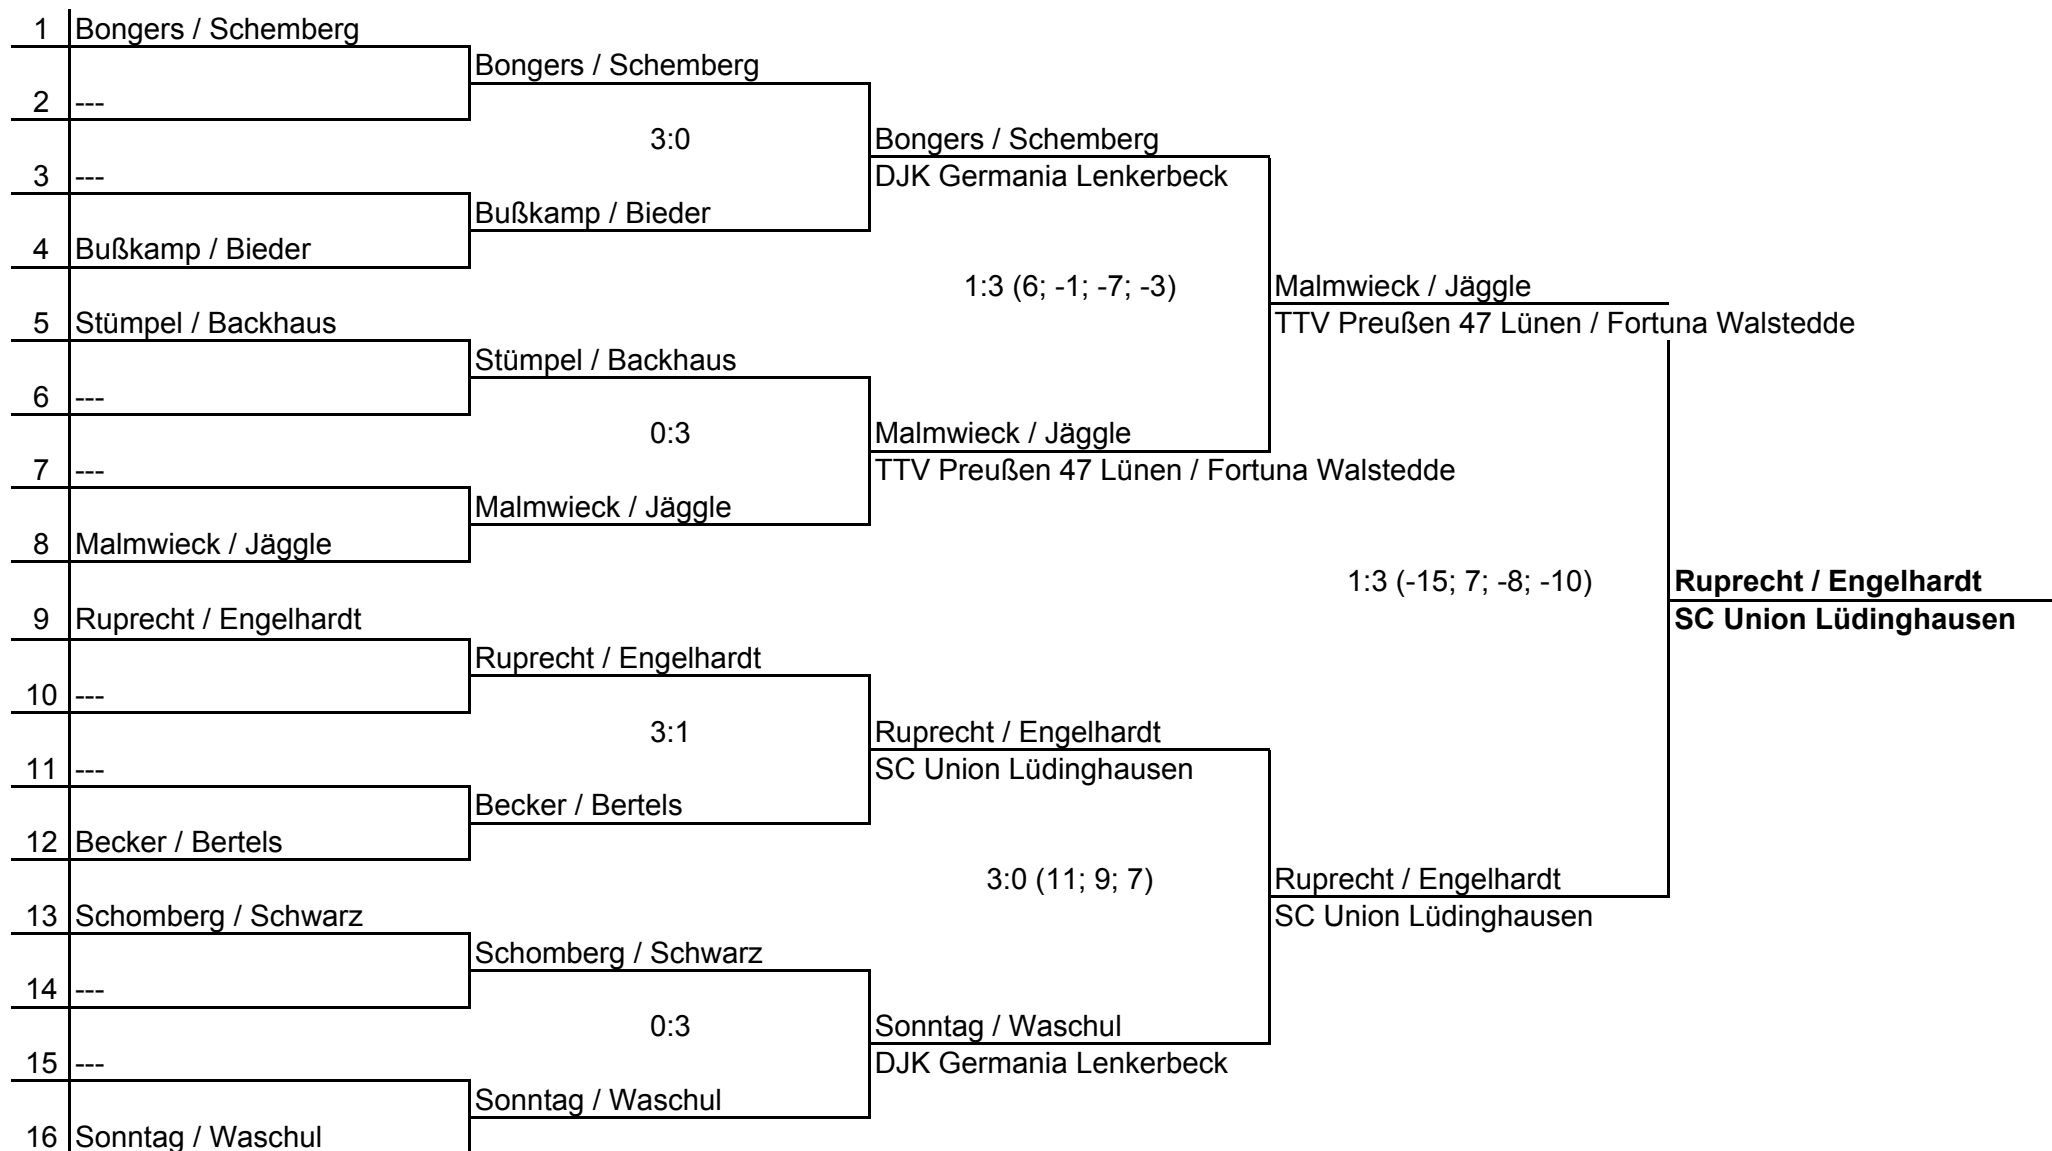 1 Bongers / Schemberg
Bongers / Schemberg
2 ---
3:0 Bongers / Schemberg
3 --- DJK Germania Lenkerbeck
Bußkamp / Bieder
4 Bußkamp / Bieder
1:3 (6; -1; -7; -3) Malmwieck / Jäggle
5 Stümpel / Backhaus TTV Preußen 47 Lünen / Fortuna Walstedde
Stümpel / Backhaus
6 ---
0:3 Malmwieck / Jäggle
7 --- TTV Preußen 47 Lünen / Fortuna Walstedde
Malmwieck / Jäggle
8 Malmwieck / Jäggle
1:3 (-15; 7; -8; -10) Ruprecht / Engelhardt
9 Ruprecht / Engelhardt SC Union Lüdinghausen
Ruprecht / Engelhardt
10 ---
3:1 Ruprecht / Engelhardt
11 --- SC Union Lüdinghausen
Becker / Bertels
12 Becker / Bertels
3:0 (11; 9; 7) Ruprecht / Engelhardt
13 Schomberg / Schwarz SC Union Lüdinghausen
Schomberg / Schwarz
14 ---
0:3 Sonntag / Waschul
15 --- DJK Germania Lenkerbeck
Sonntag / Waschul
16 Sonntag / Waschul